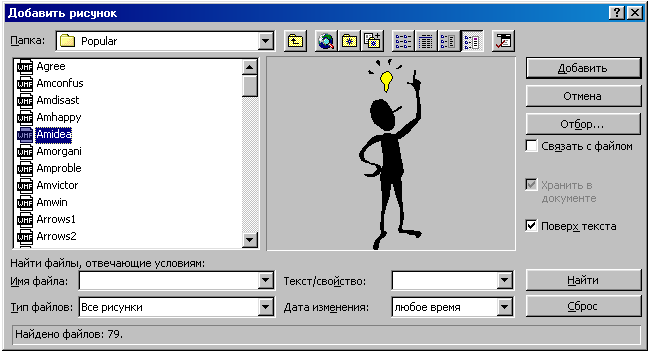 Добавить рисунок
Папка: Popular
Agree
Amconfus
Amdisast
Amhappy
Amidea
Amorgani
Amproble
Amvictor
Amwin
Arrows1
Arrows2
Добавить
Отмена
Отбор...
Связать с файлом
Хранить в
документе
Поверх текста
Найти файлы, отвечающие условиям:
Имя файла: Текст/свойство: Найти
Тип файлов: Все рисунки Дата изменения: любое время Сброс
Найдено файлов: 79.